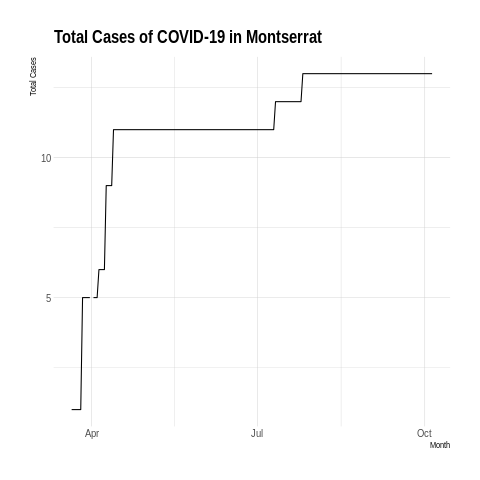 Total Cases of COVID-19 in Montserrat
Total Cases
10
5
Apr
Jul
Oct
Month